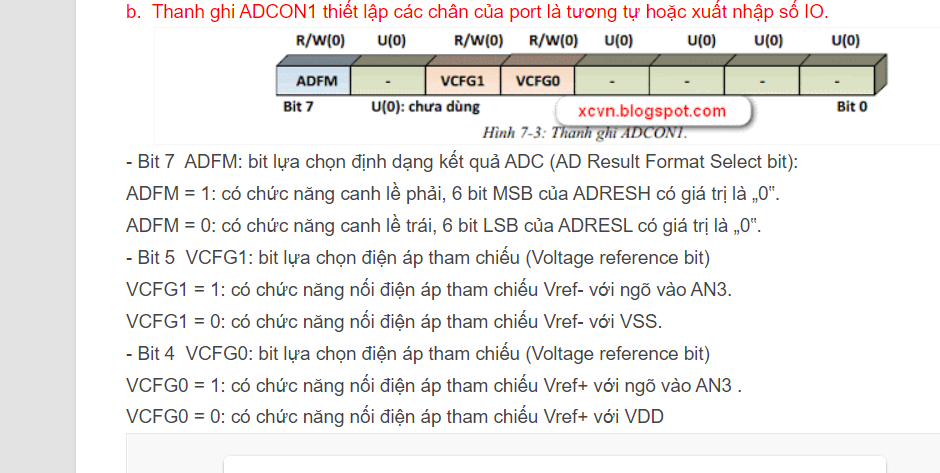 b. Thanh ghi ADCON1 thiết lập các chân của port là tương tự hoặc xuất nhập số IO.
R/W(0) U(0) R/W(0) R/W(0) U(0) U(0) U(0) U(0)
ADFM - VCFG1 VCFG0 - - - -
Bit 7 U(0): chưa dùng xcvn.blogspot.com Bit 0
Hình 7-3: Thanh ghi ADCON1.
- Bit 7 ADFM: bit lựa chọn định dạng kết quả ADC (AD Result Format Select bit):
ADFM = 1: có chức năng canh lề phải, 6 bit MSB của ADRESH có giá trị là „0‟.
ADFM = 0: có chức năng canh lề trái, 6 bit LSB của ADRESL có giá trị là „0‟.
- Bit 5 VCFG1: bit lựa chọn điện áp tham chiếu (Voltage reference bit)
VCFG1 = 1: có chức năng nối điện áp tham chiếu Vref- với ngõ vào AN3.
VCFG1 = 0: có chức năng nối điện áp tham chiếu Vref- với VSS.
- Bit 4 VCFG0: bit lựa chọn điện áp tham chiếu (Voltage reference bit)
VCFG0 = 1: có chức năng nối điện áp tham chiếu Vref+ với ngõ vào AN3 .
VCFG0 = 0: có chức năng nối điện áp tham chiếu Vref+ với VDD